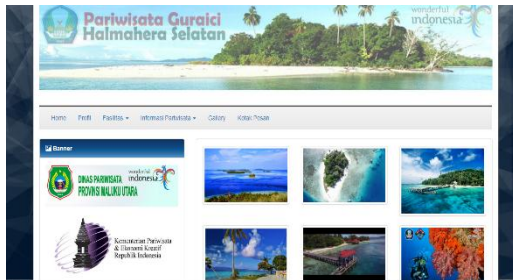 Pariwisata Guraici
Halmahera Selatan
wonderful
indonesia
Home Profil Fasilitas Informasi Pariwisata Gallery Kotak Pesan
Banner
DINAS PARIWISATA
PROVINSI MALUKU UTARA
wonderful
indonesia
Kementerian Pariwisata
& Ekonomi Kreatif
Republik Indonesia